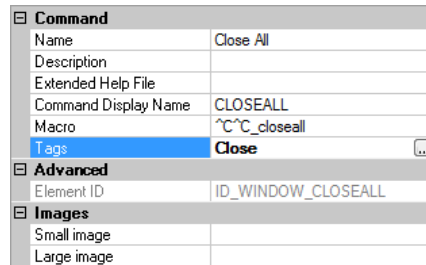 Command
Name Close All
Description
Extended Help File
Command Display Name CLOSEALL
Macro ^C^C_closeall
Tags Close ...
Advanced
Element ID ID_WINDOW_CLOSEALL
Images
Small image
Large image